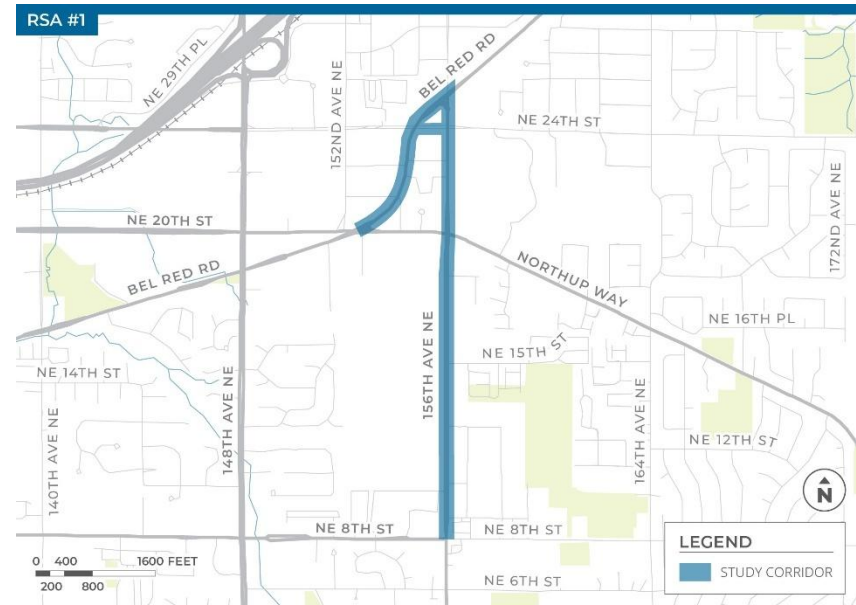 RSA #1
NE 29TH PL
152ND AVE NE
BEL RED RD
NE 24TH ST
172ND AVE NE
NE 20TH ST
BEL RED RD
NORTHUP WAY
NE 16TH PL
NE 15TH ST
NE 14TH ST
156TH AVE NE
148TH AVE NE
140TH AVE NE
164TH AVE NE
NE 12TH ST
N
NE 8TH ST
NE 8TH ST
LEGEND
STUDY CORRIDOR
0 400 1600 FEET
200 800
NE 6TH ST